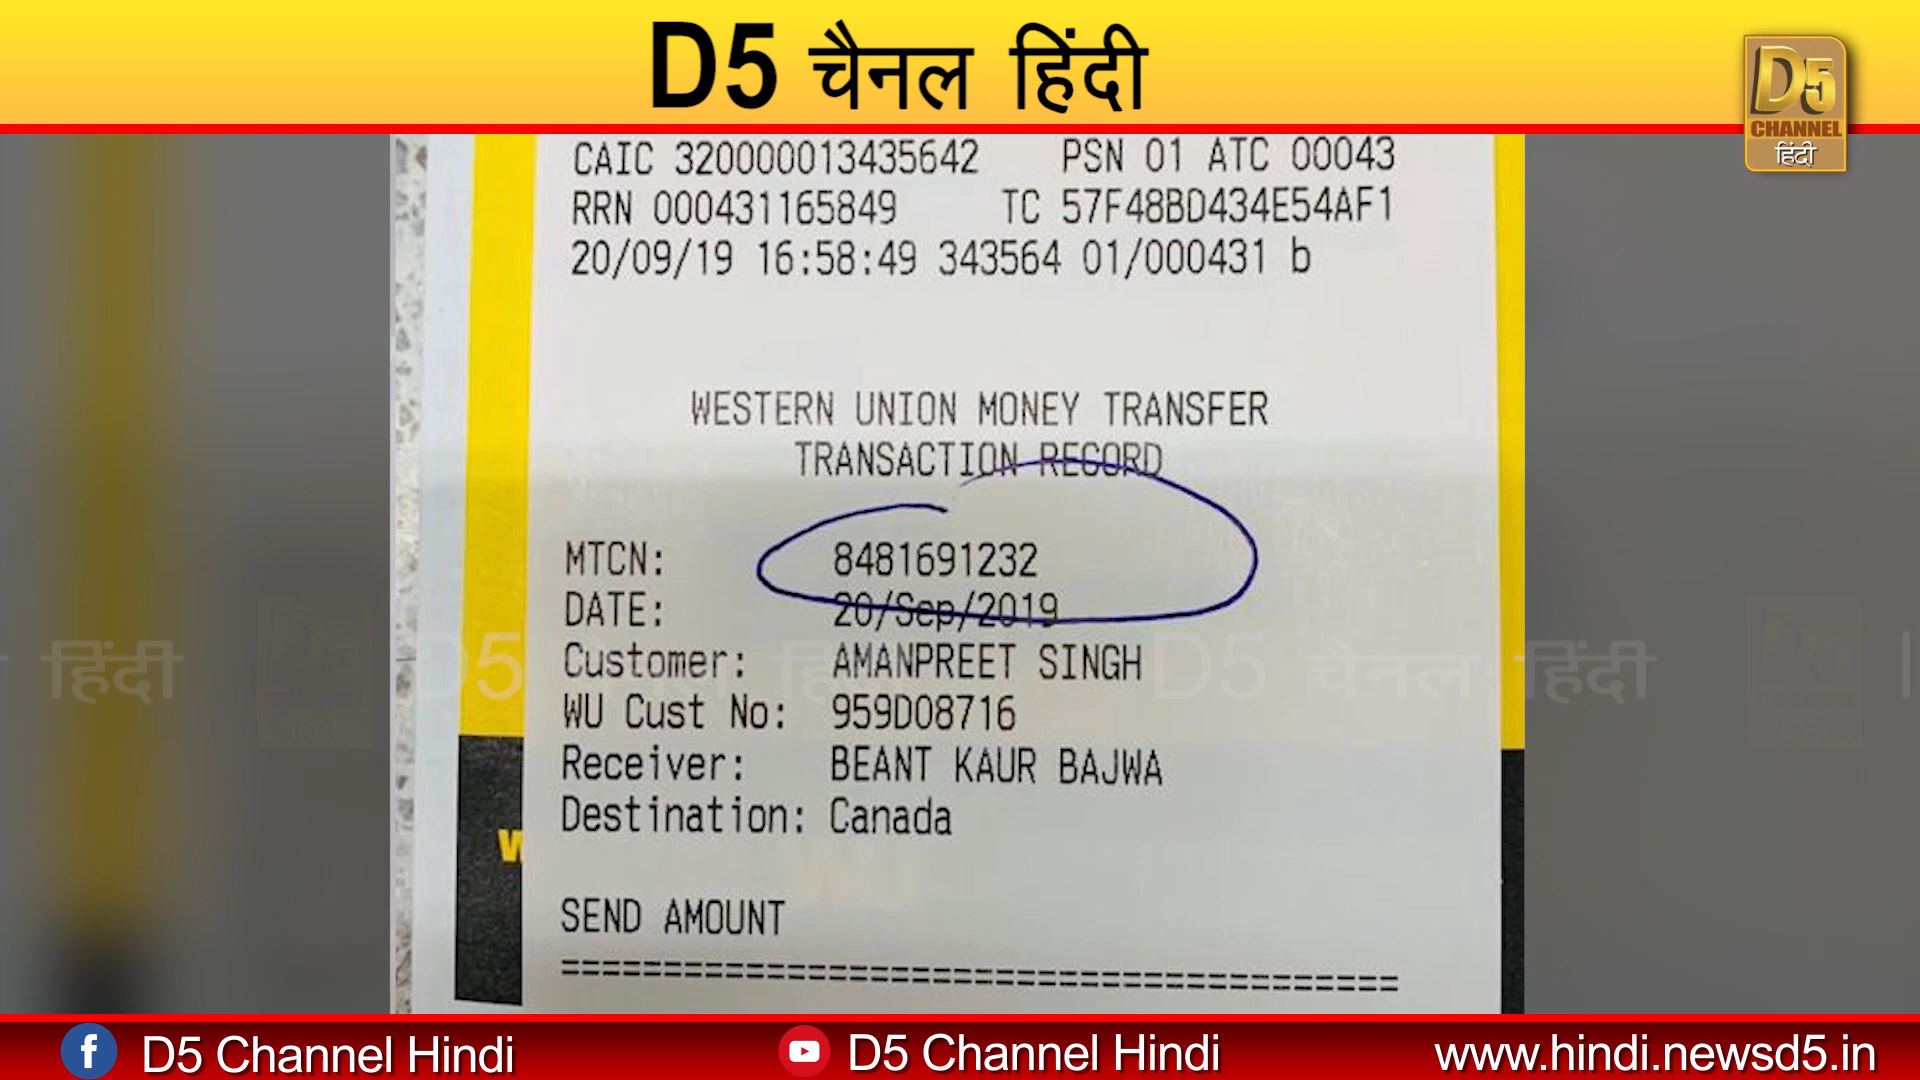 D5 चैनल हिंदी
D5
CHANNEL
हिंदी
CAIC 320000013435642 PSN 01 ATC 00043
RRN 000431165849 TC 57F48BD434E54AF1
20/09/19 16:58:49 343564 01/000431 b
WESTERN UNION MONEY TRANSFER
TRANSACTION RECORD
MTCN: 8481691232
DATE: 20/Sep/2019
Customer: AMANPREET SINGH
WU Cust No: 959D08716
Receiver: BEANT KAUR BAJWA
Destination: Canada
SEND AMOUNT
हिंदी D5 D5 चैनल हिंदी
D5 Channel Hindi
D5 Channel Hindi
www.hindi.newsd5.in